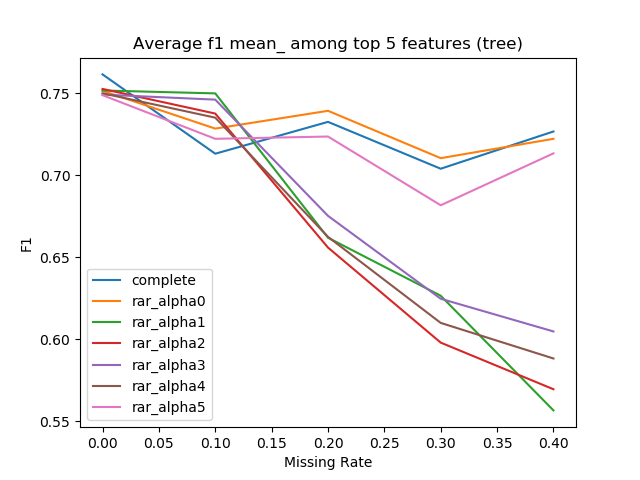 Average f1 mean_ among top 5 features (tree)
F1
0.75
0.70
0.65
0.60
0.55
complete
rar_alpha0
rar_alpha1
rar_alpha2
rar_alpha3
rar_alpha4
rar_alpha5
0.00 0.05 0.10 0.15 0.20 0.25 0.30 0.35 0.40
Missing Rate